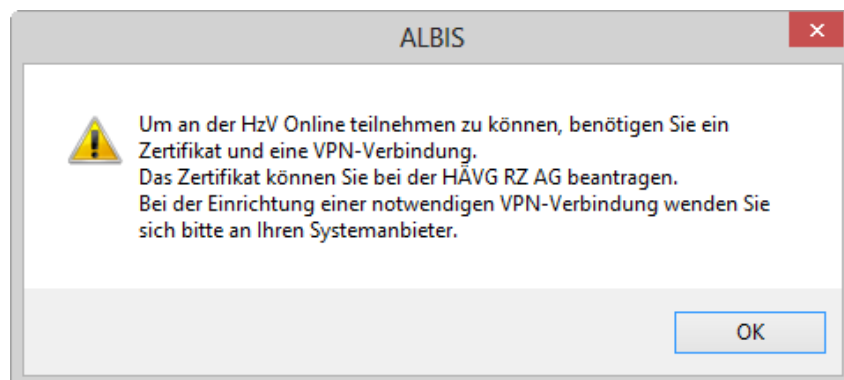 ALBIS
Um an der HzV Online teilnehmen zu können, benötigen Sie ein
Zertifikat und eine VPN-Verbindung.
Das Zertifikat können Sie bei der HÄVG RZ AG beantragen.
Bei der Einrichtung einer notwendigen VPN-Verbindung wenden Sie
sich bitte an Ihren Systemanbieter.
OK